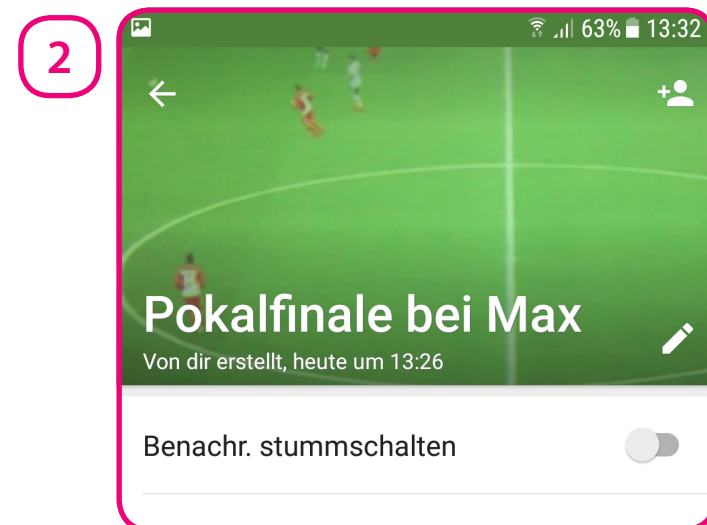 2
63% 13:32
Pokalfinale bei Max
Von dir erstellt, heute um 13:26
Benachr. stummschalten